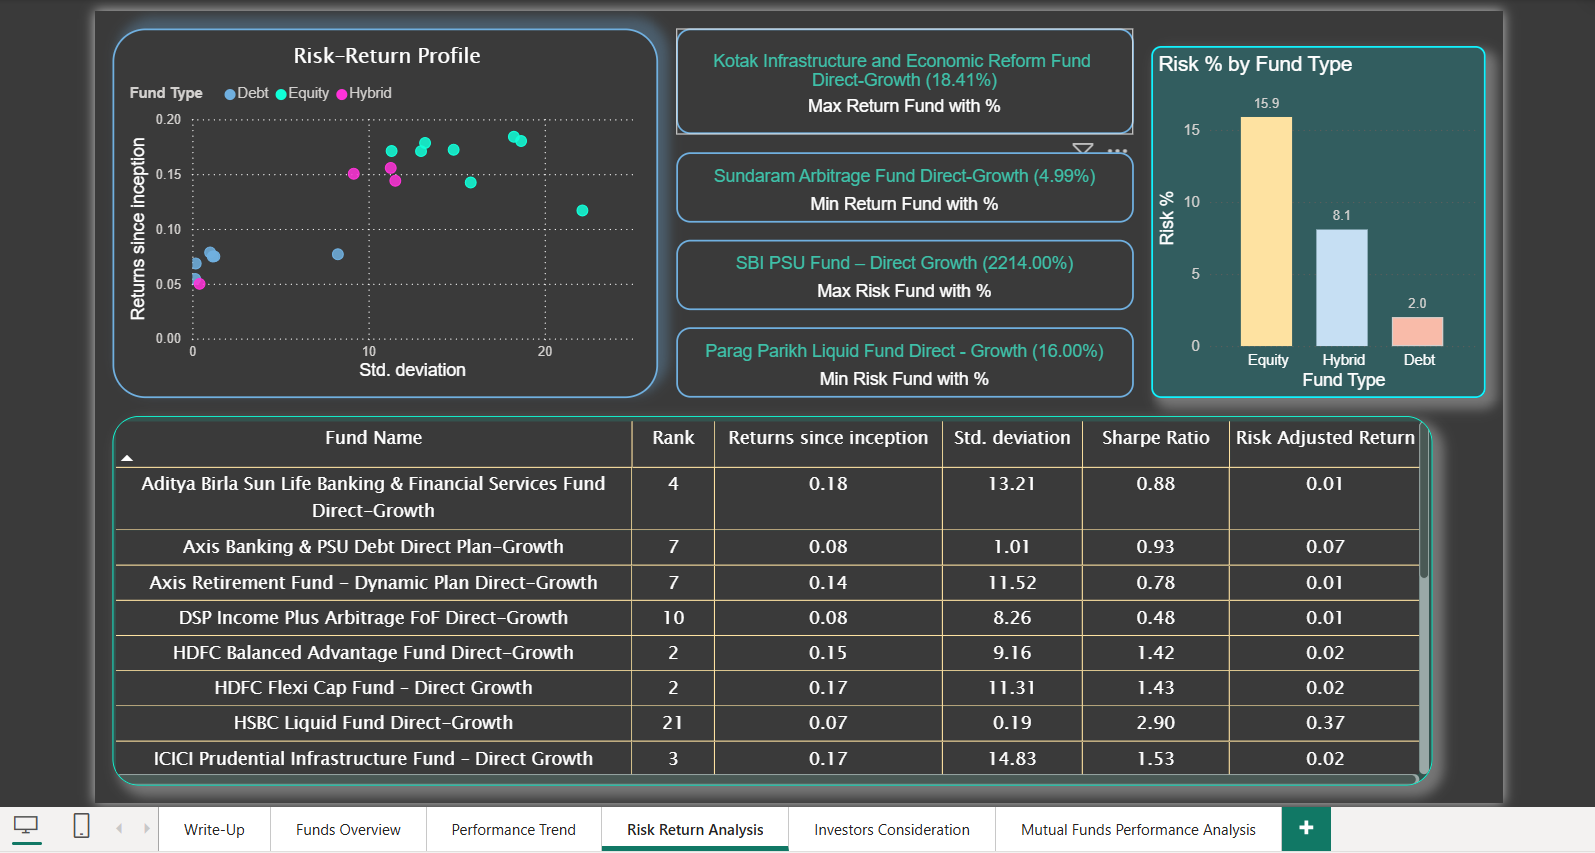 Risk-Return Profile
Fund Type Debt Equity Hybrid
Returns since inception
0.20
0.15
0.10
0.05
0.00
0 10 20
Std. deviation
Kotak Infrastructure and Economic Reform Fund
Direct-Growth (18.41%)
Max Return Fund with %
Sundaram Arbitrage Fund Direct-Growth (4.99%)
Min Return Fund with %
SBI PSU Fund – Direct Growth (2214.00%)
Max Risk Fund with %
Parag Parikh Liquid Fund Direct - Growth (16.00%)
Min Risk Fund with %
Risk % by Fund Type
Risk %
15
10
5
0
15.9
8.1
2.0
Equity Hybrid Debt
Fund Type
Fund Name Rank Returns since inception Std. deviation Sharpe Ratio Risk Adjusted Return
Aditya Birla Sun Life Banking & Financial Services Fund 4 0.18 13.21 0.88 0.01
Direct-Growth
Axis Banking & PSU Debt Direct Plan-Growth 7 0.08 1.01 0.93 0.07
Axis Retirement Fund - Dynamic Plan Direct-Growth 7 0.14 11.52 0.78 0.01
DSP Income Plus Arbitrage FoF Direct-Growth 10 0.08 8.26 0.48 0.01
HDFC Balanced Advantage Fund Direct-Growth 2 0.15 9.16 1.42 0.02
HDFC Flexi Cap Fund - Direct Growth 2 0.17 11.31 1.43 0.02
HSBC Liquid Fund Direct-Growth 21 0.07 0.19 2.90 0.37
ICICI Prudential Infrastructure Fund - Direct Growth 3 0.17 14.83 1.53 0.02
Write-Up Funds Overview Performance Trend Risk Return Analysis Investors Consideration Mutual Funds Performance Analysis +